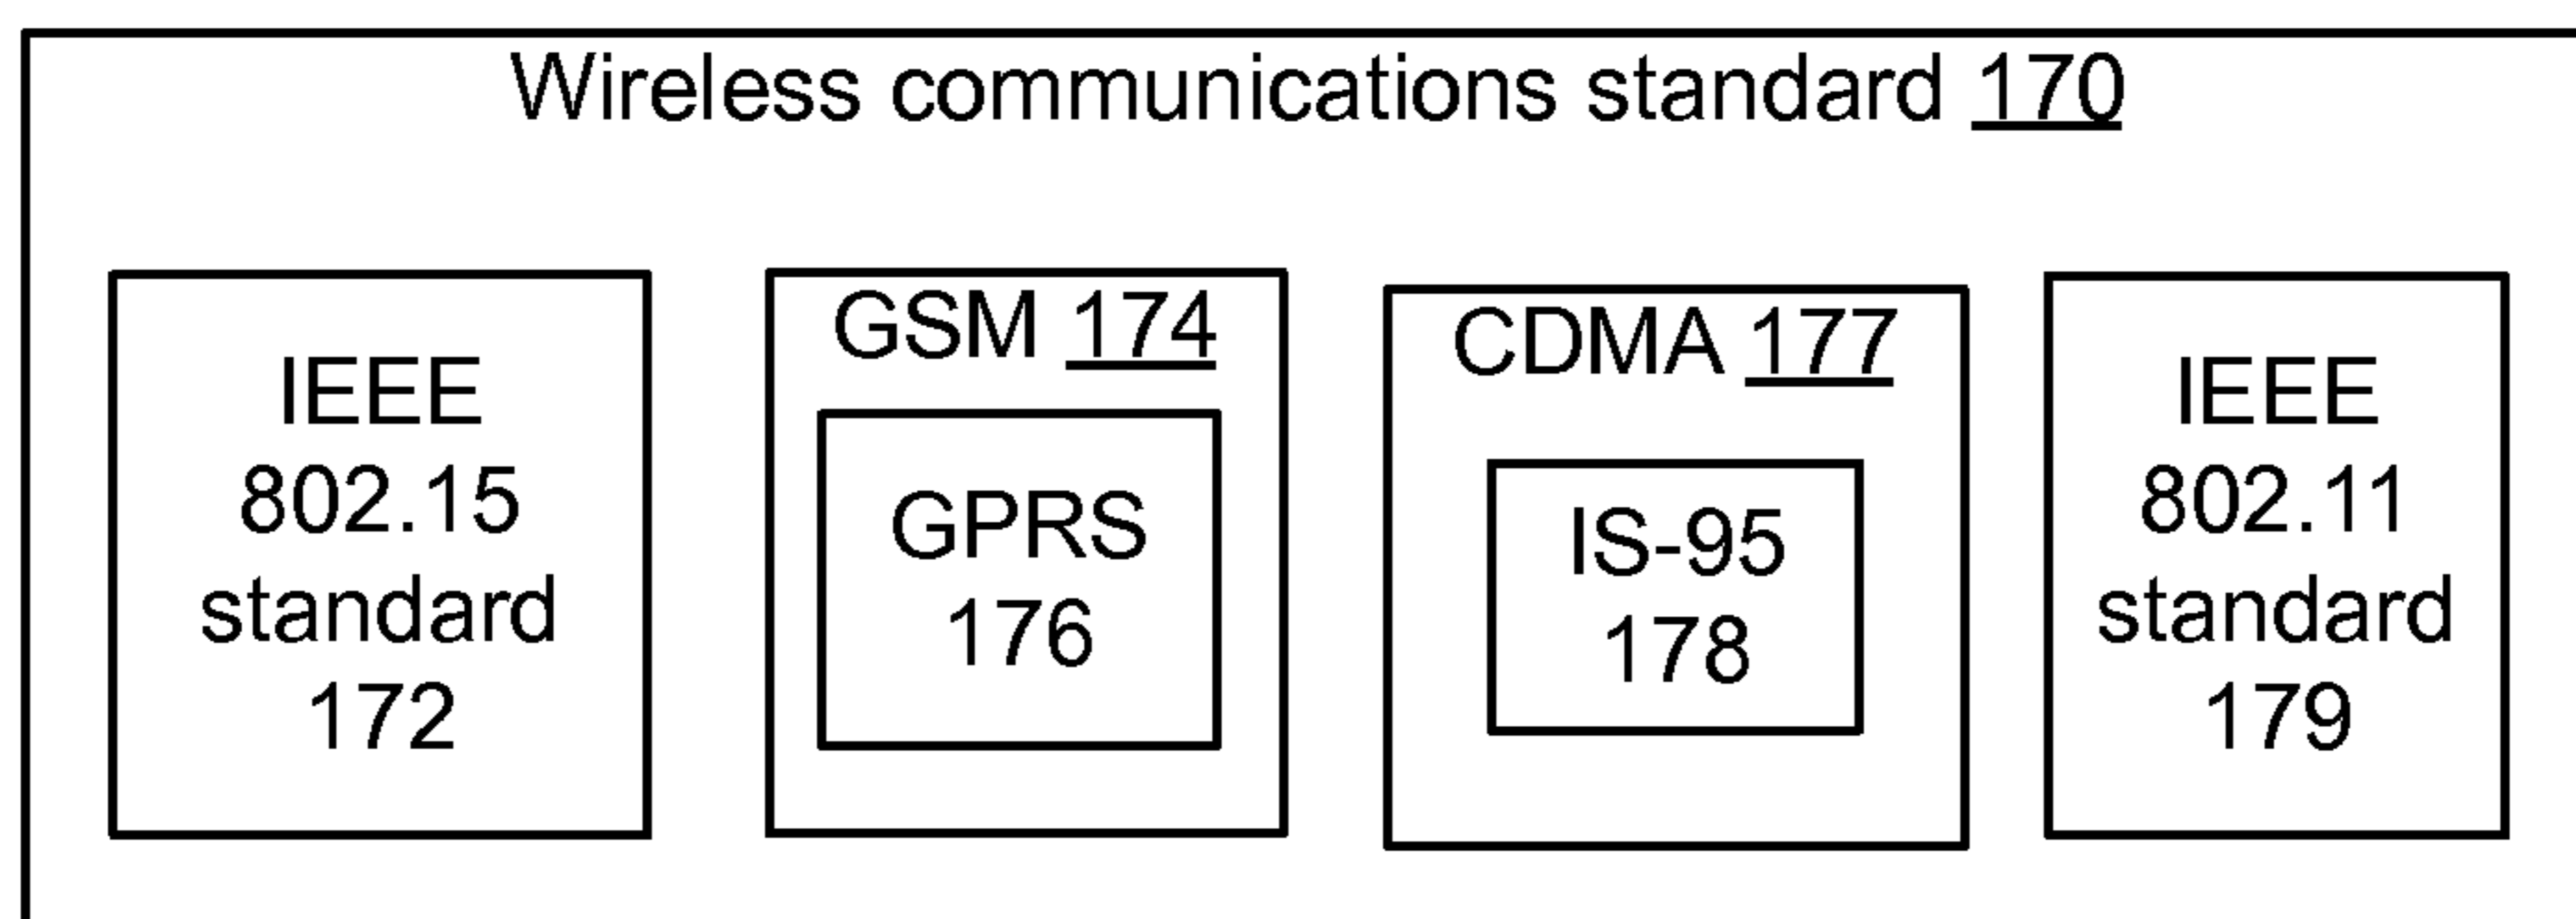 Wireless communications standard 170
IEEE
802.15
standard
172
GSM 174
GPRS
176
CDMA 177
IS-95
178
IEEE
802.11
standard
179